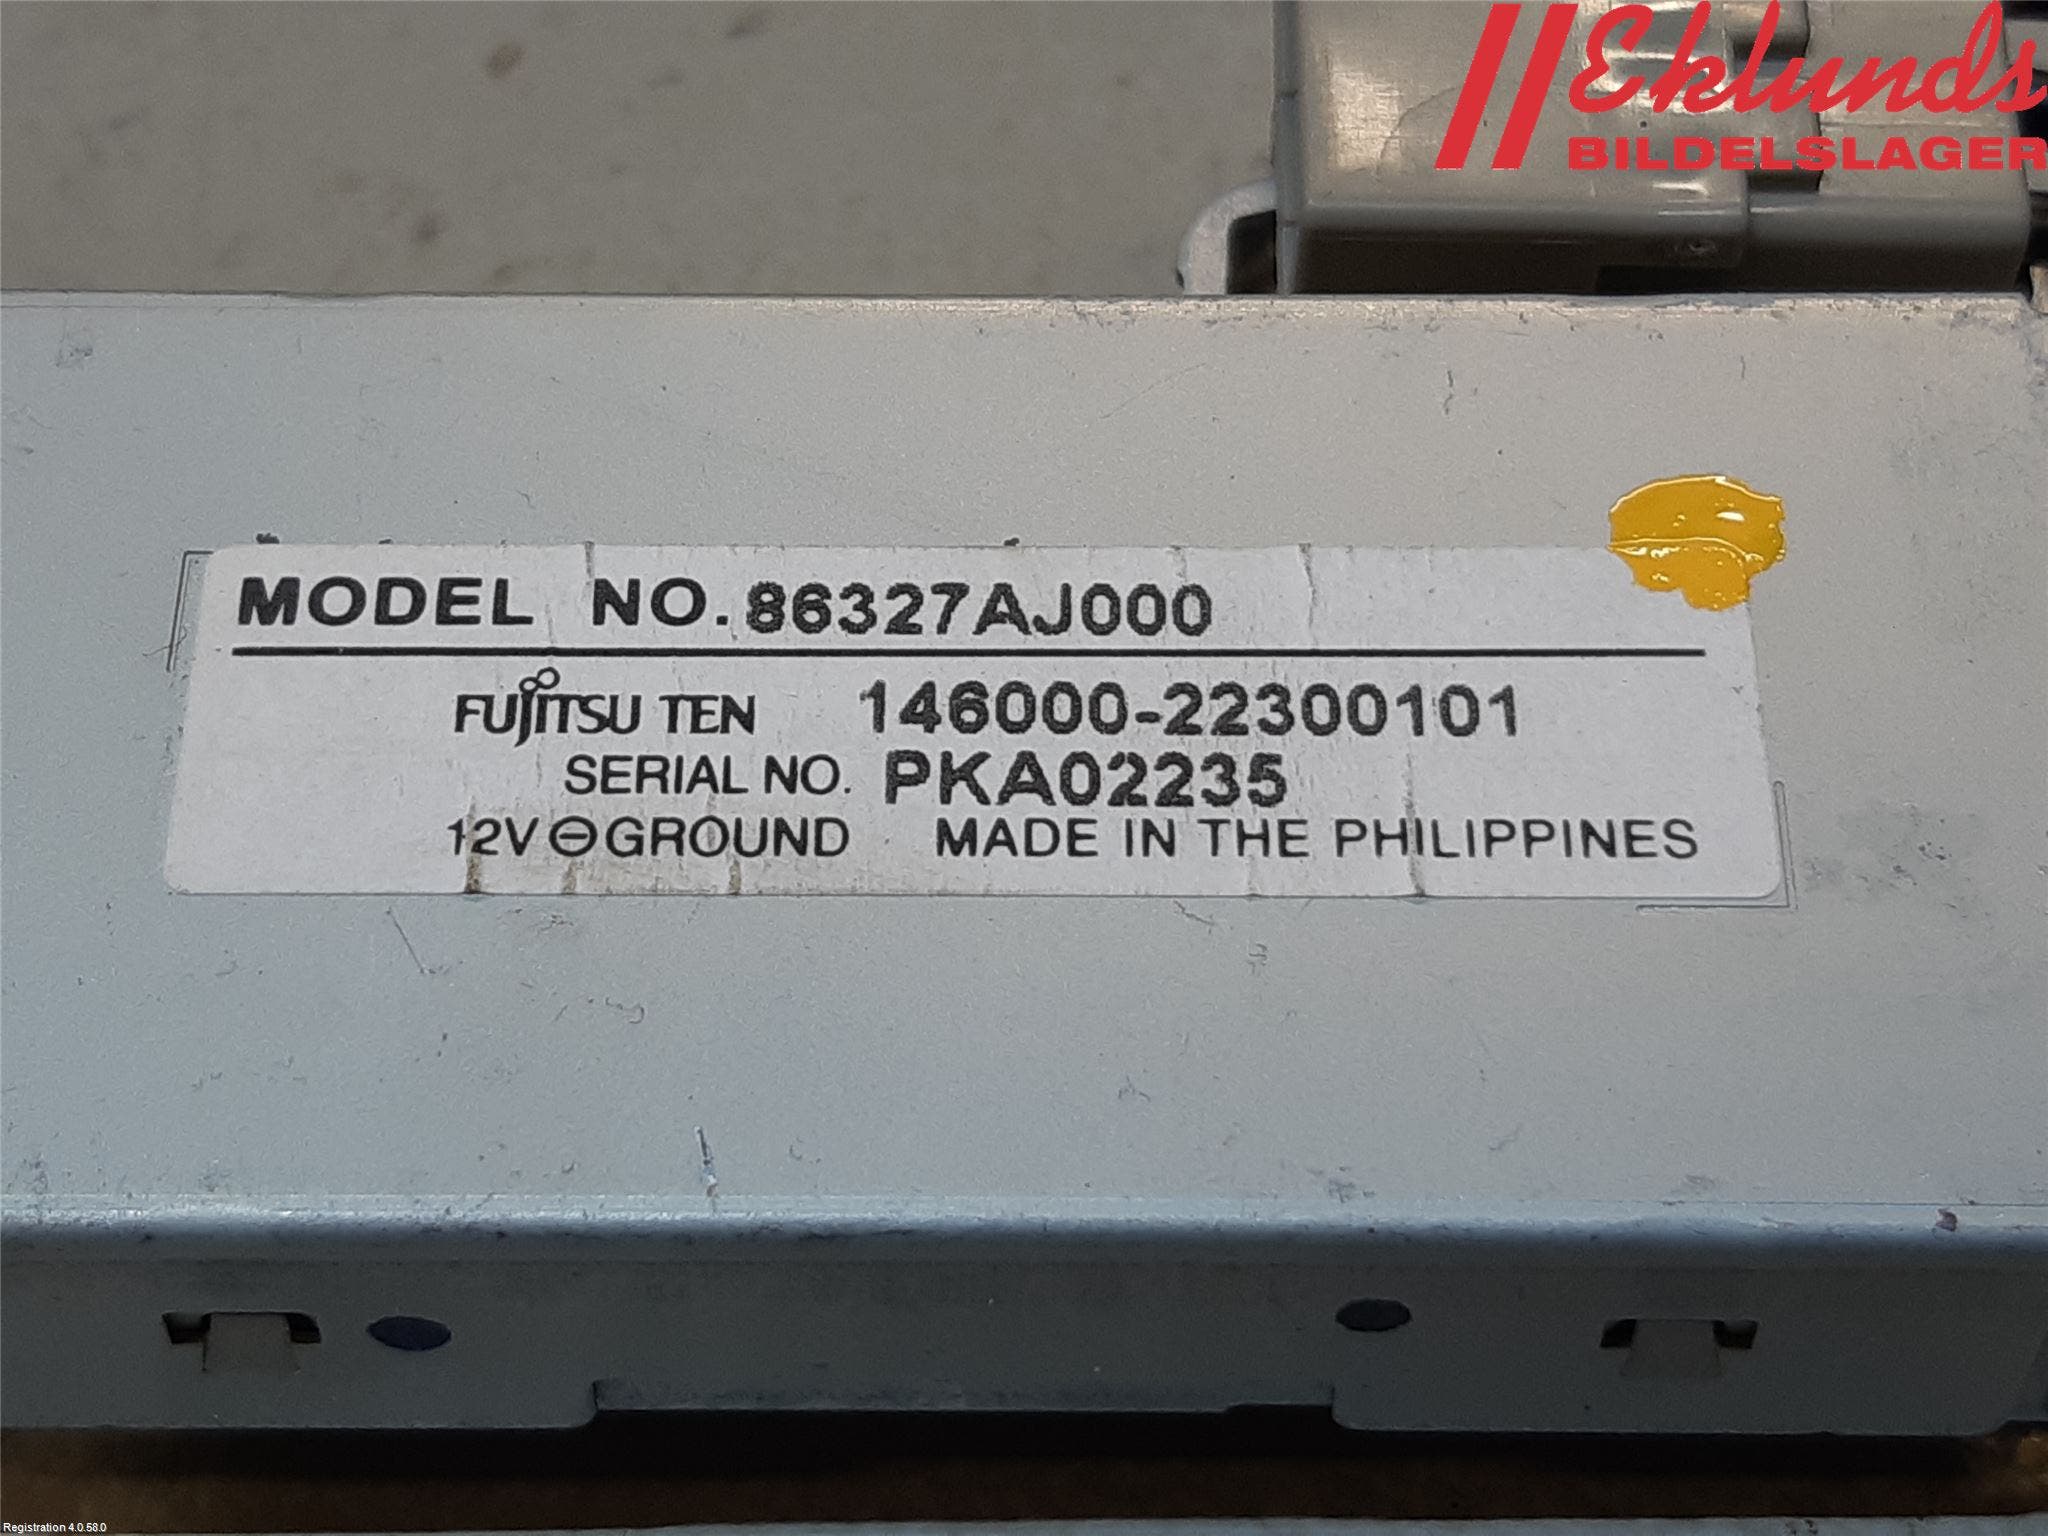 Eklunds
BILDELSLAGER
MODEL NO. 86327AJ000
FUJITSU TEN 146000-22300101
SERIAL NO. PKA02235
12V⊖GROUND MADE IN THE PHILIPPINES
Registration 4.0.58.0